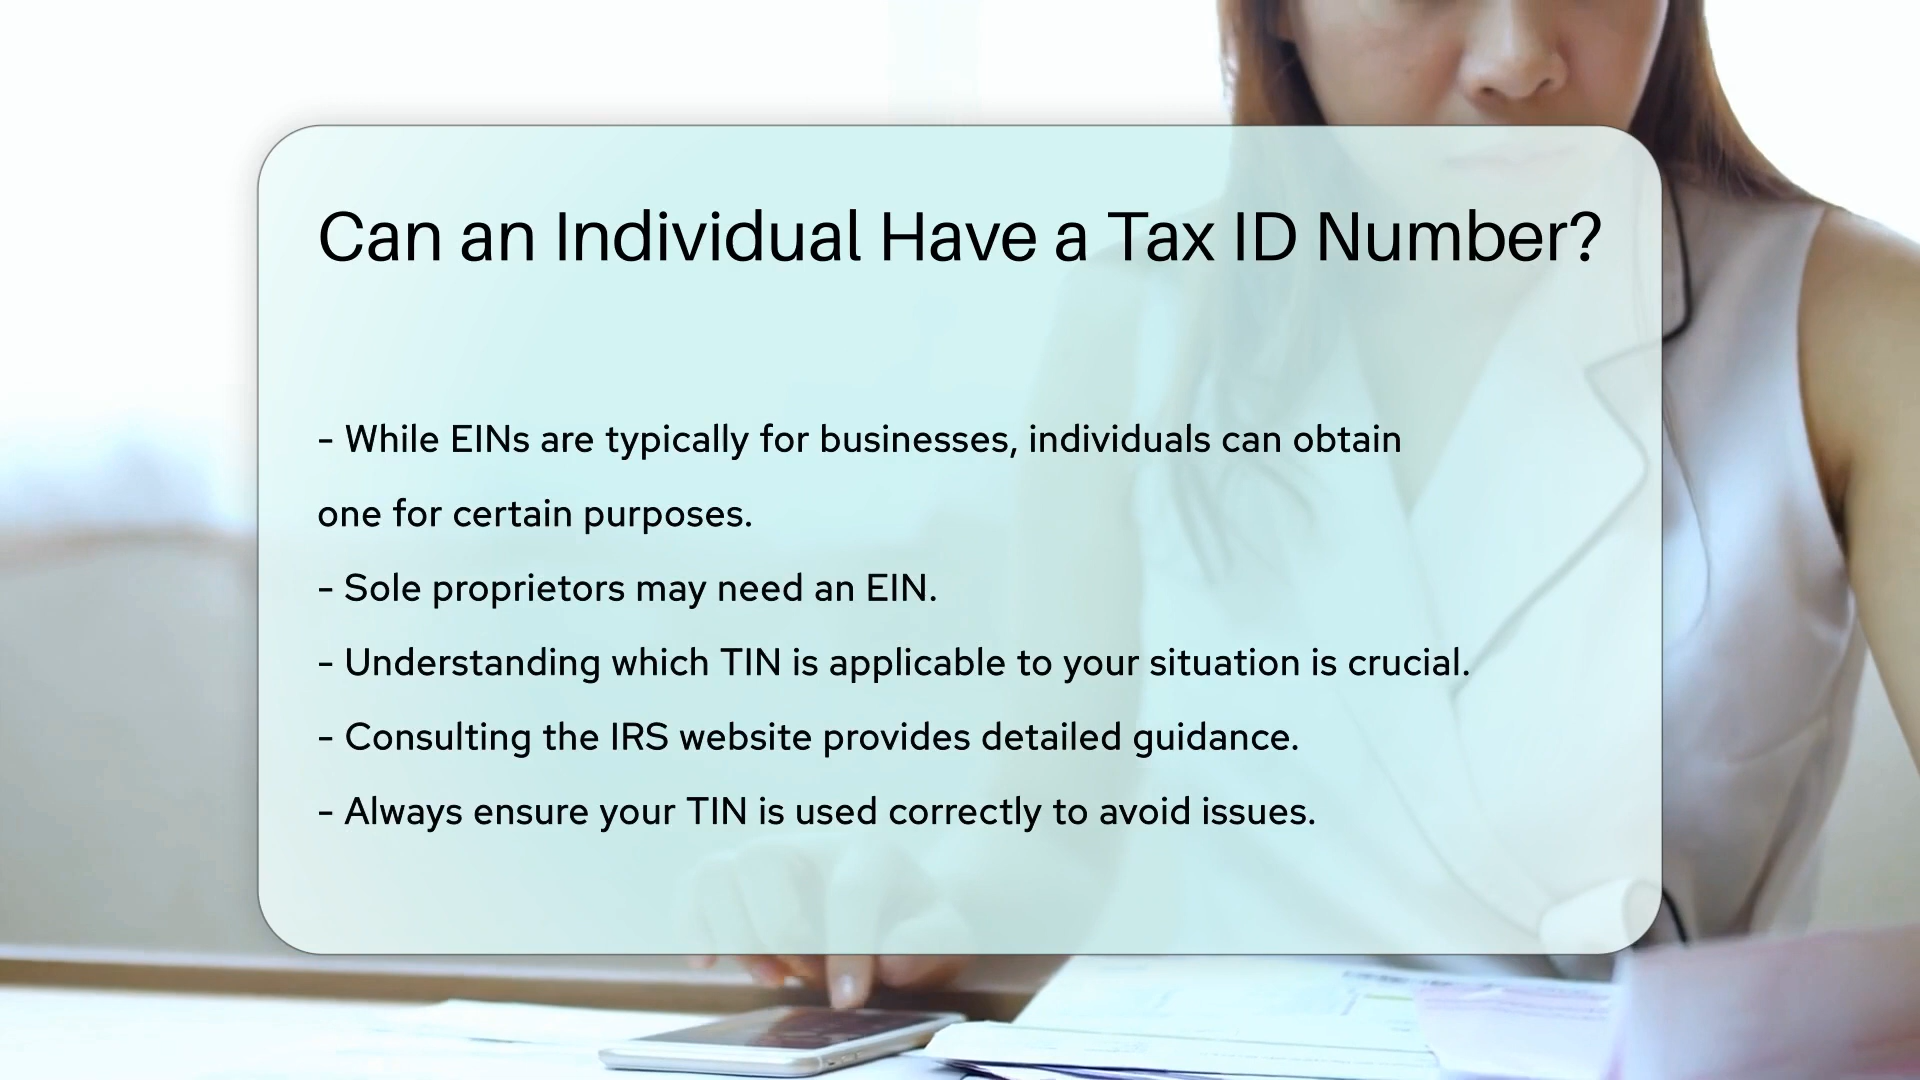 Can an Individual Have a Tax ID Number?
- While EINs are typically for businesses, individuals can obtain
one for certain purposes.
- Sole proprietors may need an EIN.
- Understanding which TIN is applicable to your situation is crucial.
- Consulting the IRS website provides detailed guidance.
- Always ensure your TIN is used correctly to avoid issues.